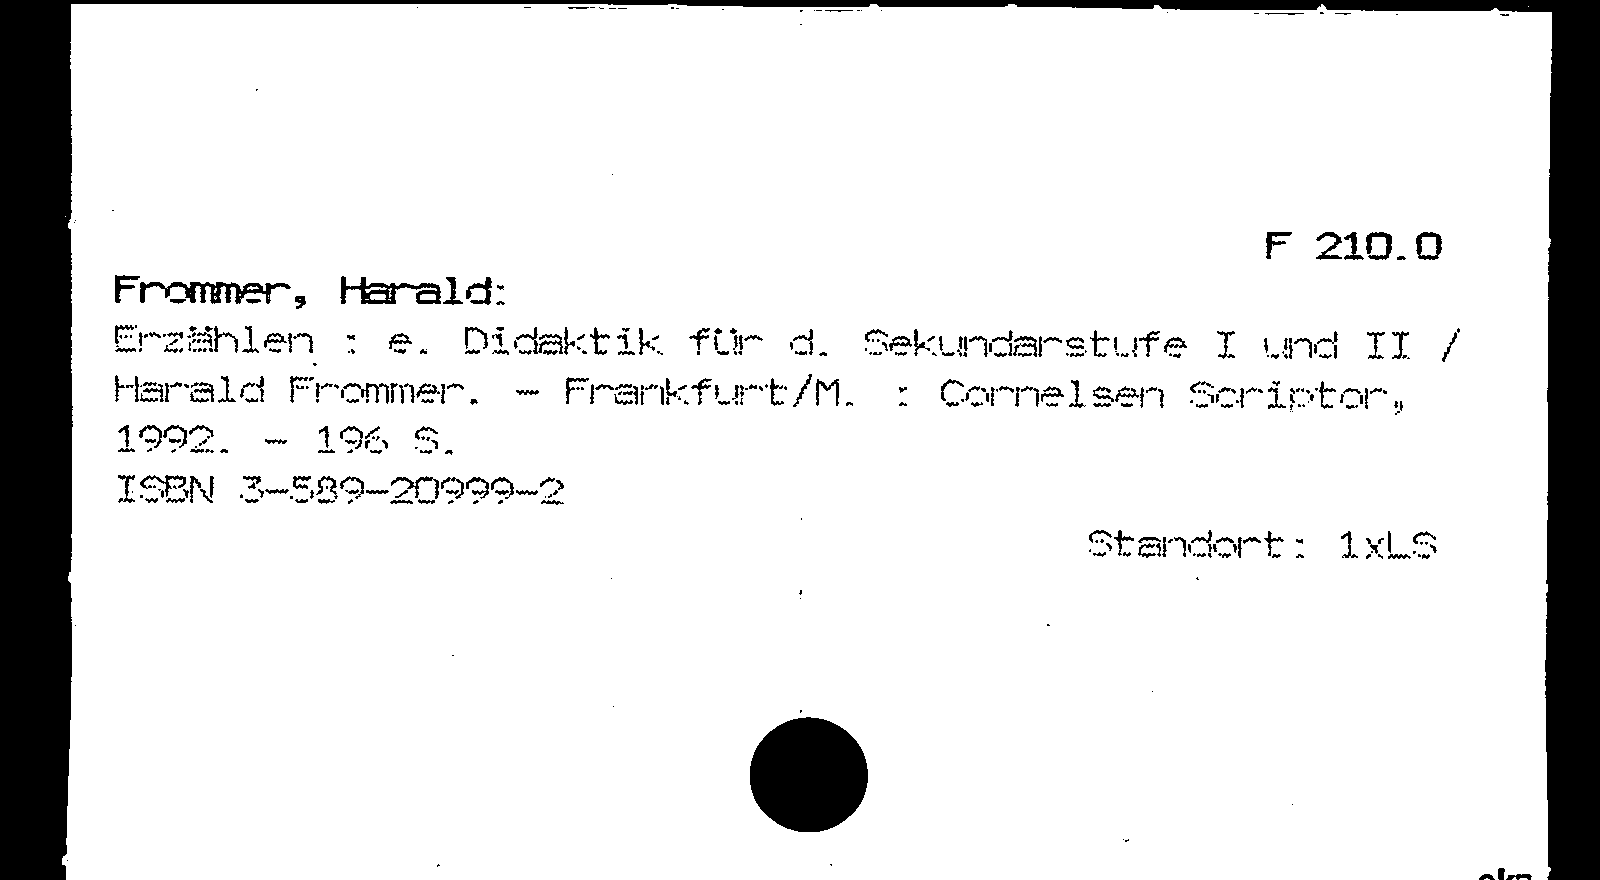 F 210.0
Frommer, Harald:
Erzählen : e. Didaktik für d. Sekundarstufe I und II /
Harald Frommer. - Frankfurt/M. : Cornelsen Scriptor,
1992. - 196 S.
ISBN 3-589-20999-2
Standort: 1xLS